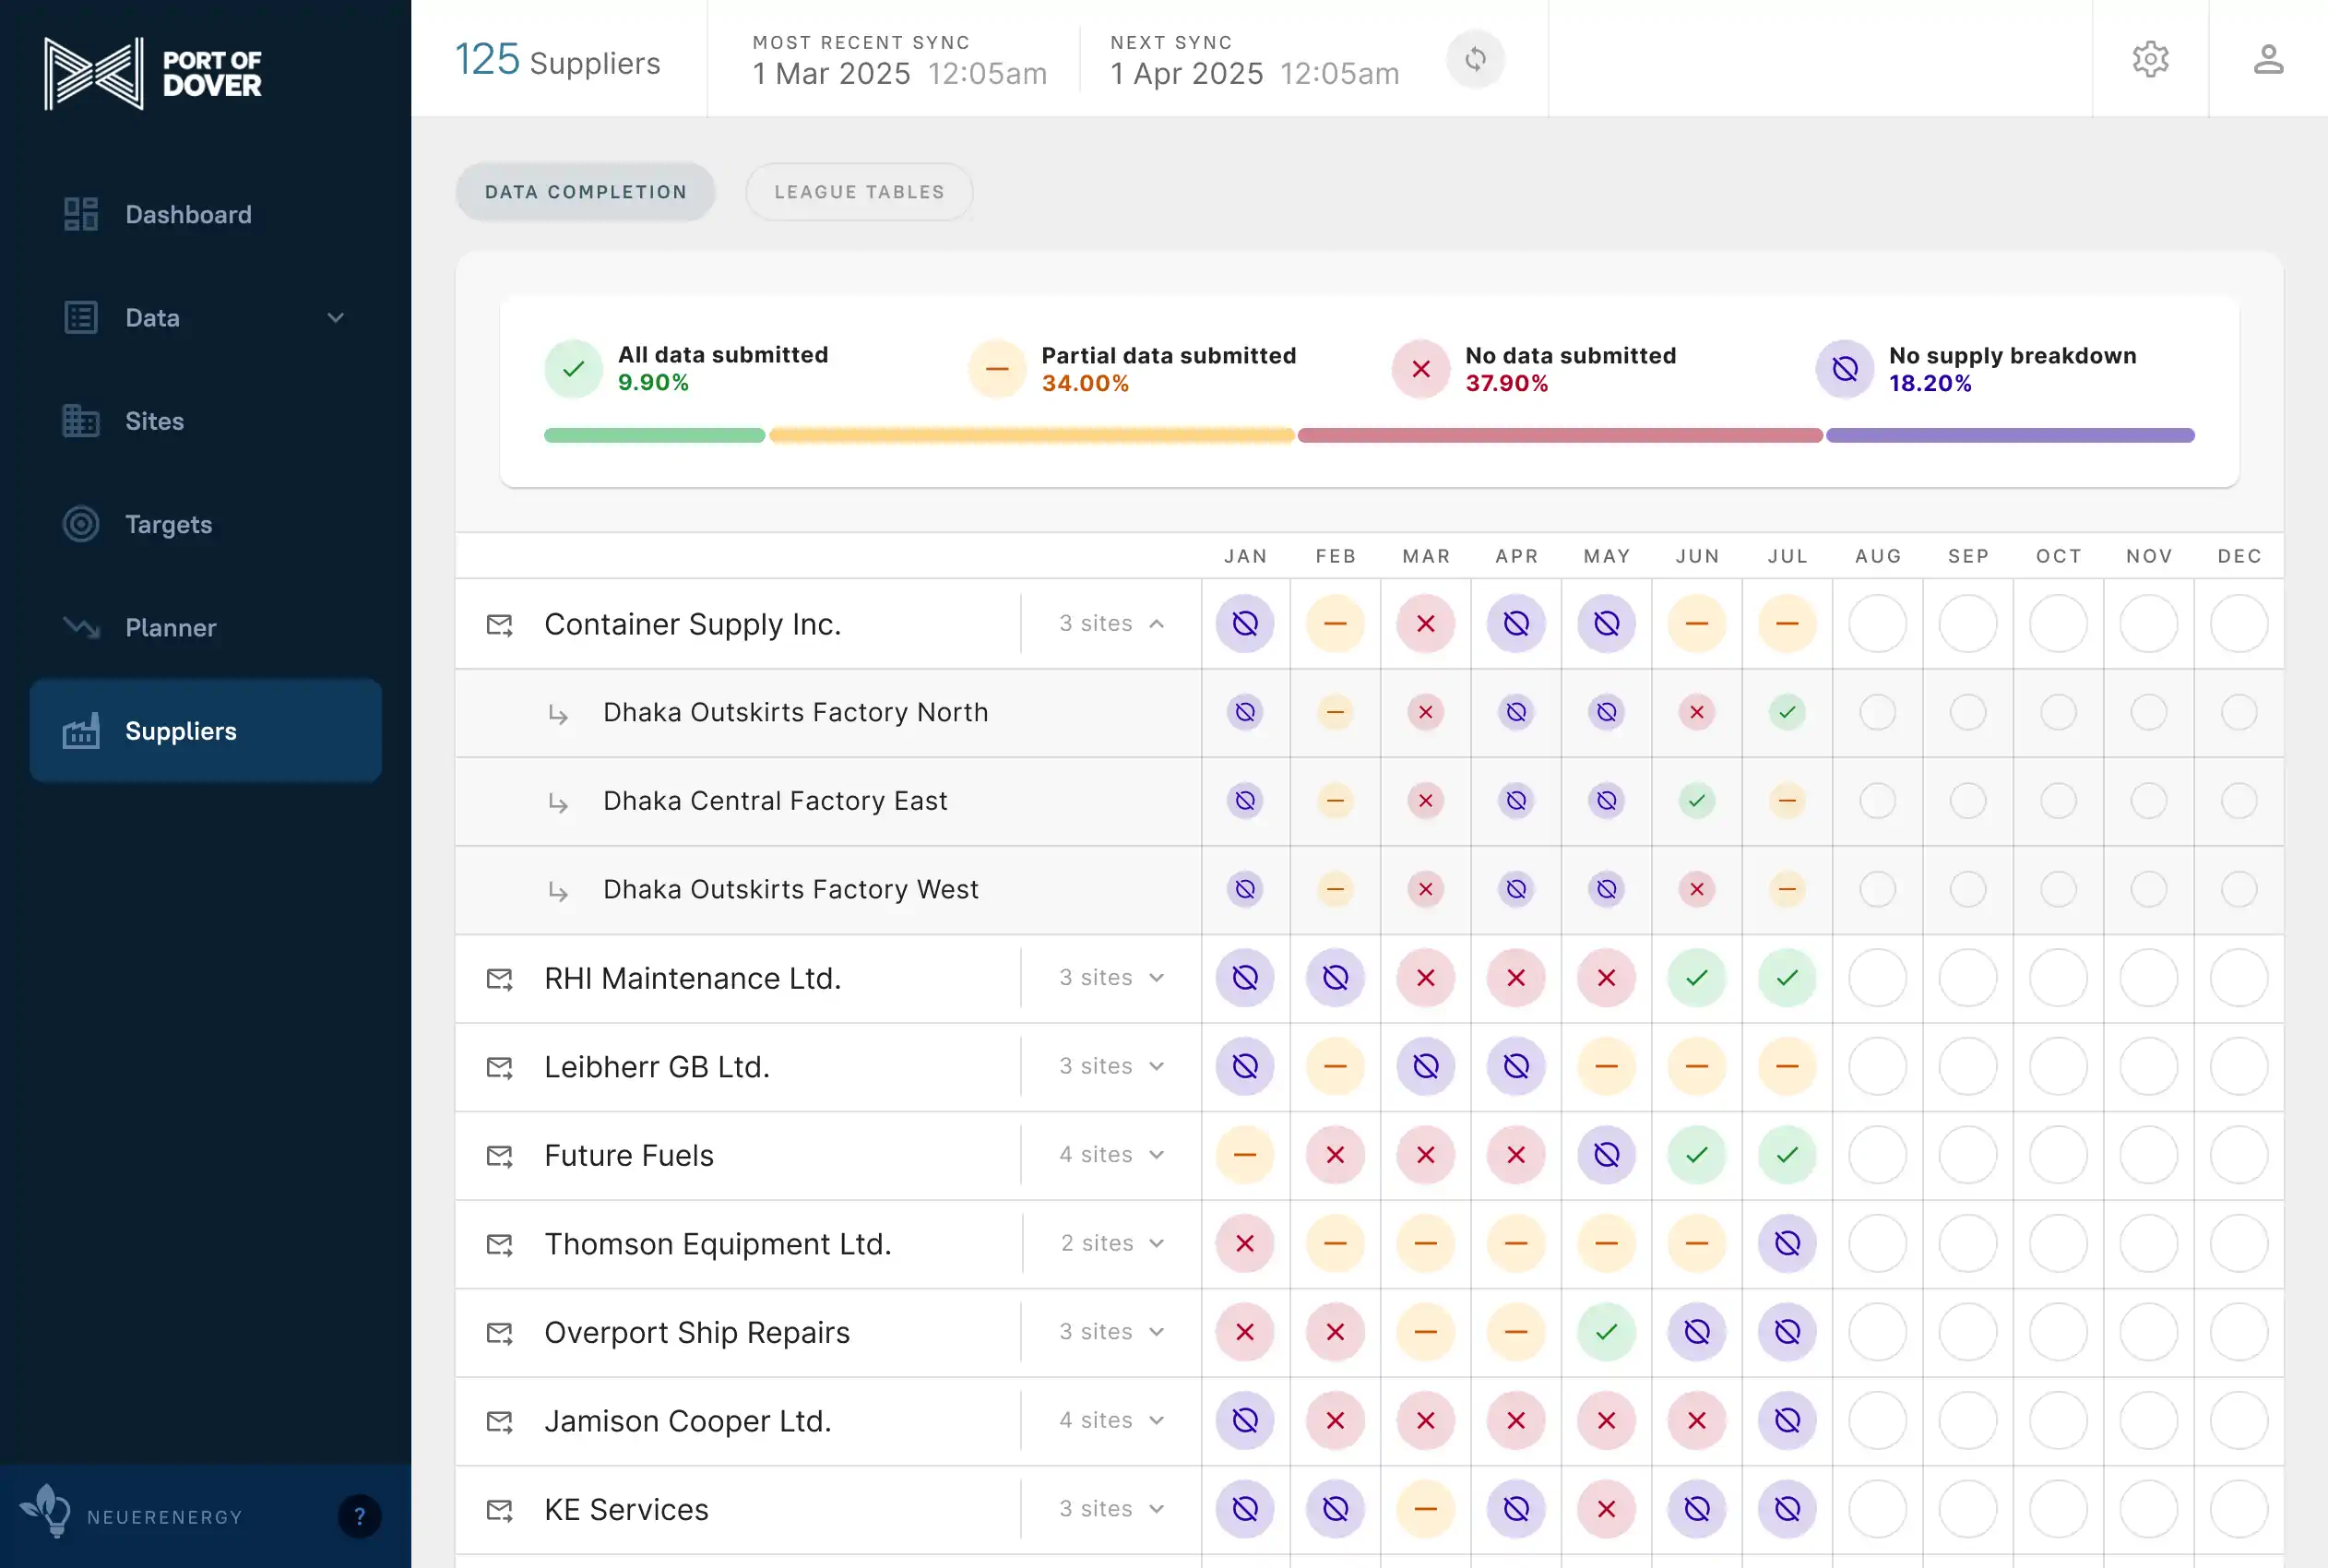 PORT OF
DOVER
Dashboard
Data
Sites
Targets
Planner
Suppliers
NEUERENERGY
?
125 Suppliers
MOST RECENT SYNC
1 Mar 2025 12:05am
NEXT SYNC
1 Apr 2025 12:05am
DATA COMPLETION
LEAGUE TABLES
All data submitted
9.90%
Partial data submitted
34.00%
No data submitted
37.90%
No supply breakdown
18.20%
JAN FEB MAR APR MAY JUN JUL AUG SEP OCT NOV DEC
Container Supply Inc. 3 sites
Dhaka Outskirts Factory North
Dhaka Central Factory East
Dhaka Outskirts Factory West
RHI Maintenance Ltd. 3 sites
Leibherr GB Ltd. 3 sites
Future Fuels 4 sites
Thomson Equipment Ltd. 2 sites
Overport Ship Repairs 3 sites
Jamison Cooper Ltd. 4 sites
KE Services 3 sites